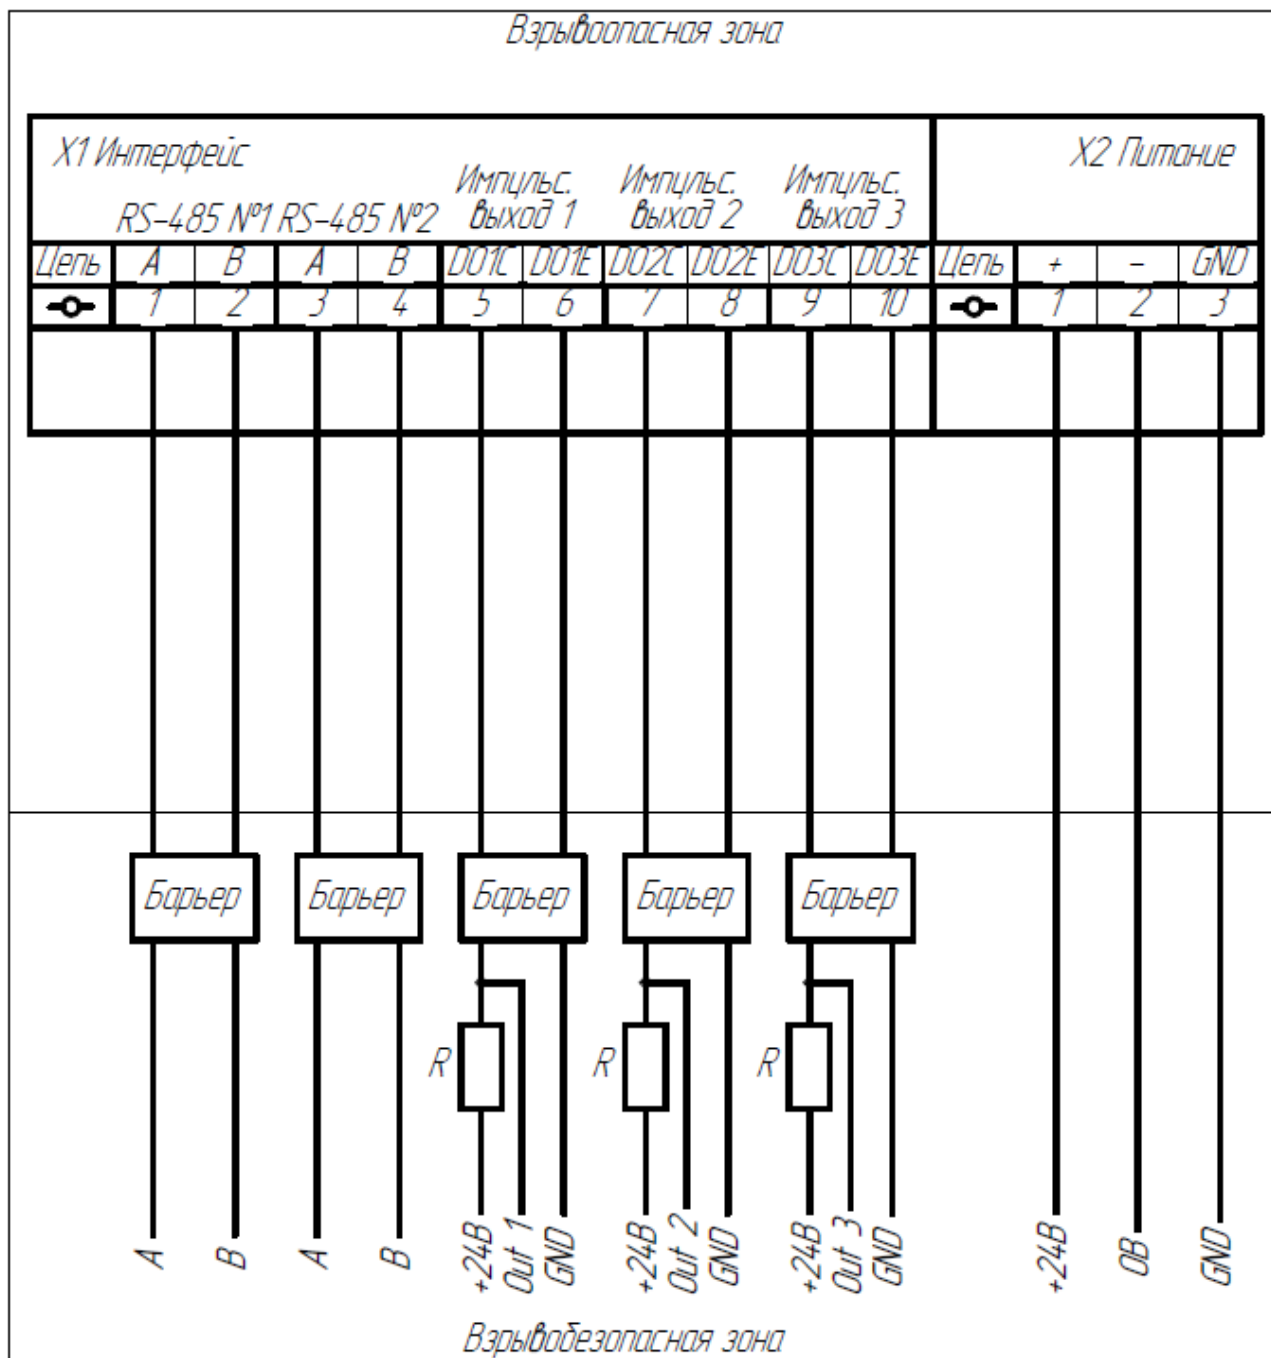 Взрывоопасная зона
X1 Интерфейс
X2 Питание
Импульс. Импульс. Импульс.
RS-485 №1 RS-485 №2 выход 1 выход 2 выход 3
Цепь A B A B DO1C DO1E DO2C DO2E DO3C DO3E Цепь + - GND
1 2 3 4 5 6 7 8 9 10 1 2 3
Барьер Барьер Барьер Барьер Барьер
R R R
A B A B +24В Out 1 GND +24В Out 2 GND +24В Out 3 GND +24В 0В GND
Взрывобезопасная зона